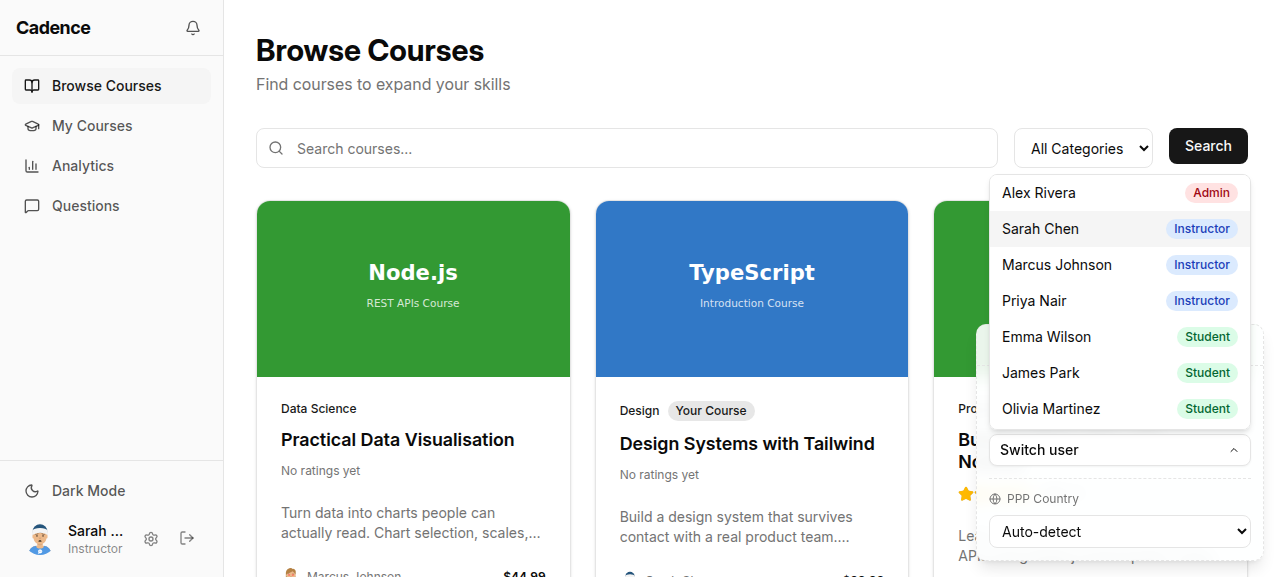 Cadence
Browse Courses
My Courses
Analytics
Questions
Dark Mode
Sarah ...
Instructor
Browse Courses
Find courses to expand your skills
Search courses...
All Categories
Search
Node.js
REST APIs Course
Data Science
Practical Data Visualisation
No ratings yet
Turn data into charts people can
actually read. Chart selection, scales,...
Marcus Johnson
$44.99
TypeScript
Introduction Course
Design
Your Course
Design Systems with Tailwind
No ratings yet
Build a design system that survives
contact with a real product team....
Alex Rivera
Admin
Sarah Chen
Instructor
Marcus Johnson
Instructor
Priya Nair
Instructor
Emma Wilson
Student
James Park
Student
Olivia Martinez
Student
Switch user
PPP Country
Auto-detect